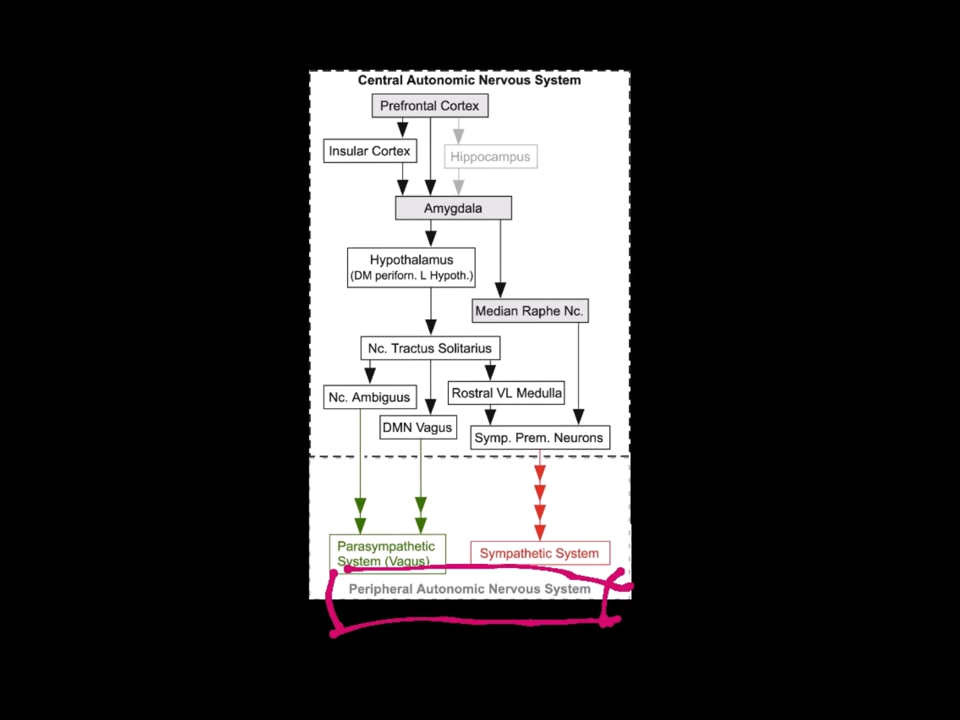 Central Autonomic Nervous System
Prefrontal Cortex
Insular Cortex
Hippocampus
Amygdala
Hypothalamus
(DM periforn. L Hypoth.)
Median Raphe Nc.
Nc. Tractus Solitarius
Nc. Ambiguus
Rostral VL Medulla
DMN Vagus
Symp. Prem. Neurons
Parasympathetic
System (Vagus)
Sympathetic System
Peripheral Autonomic Nervous System